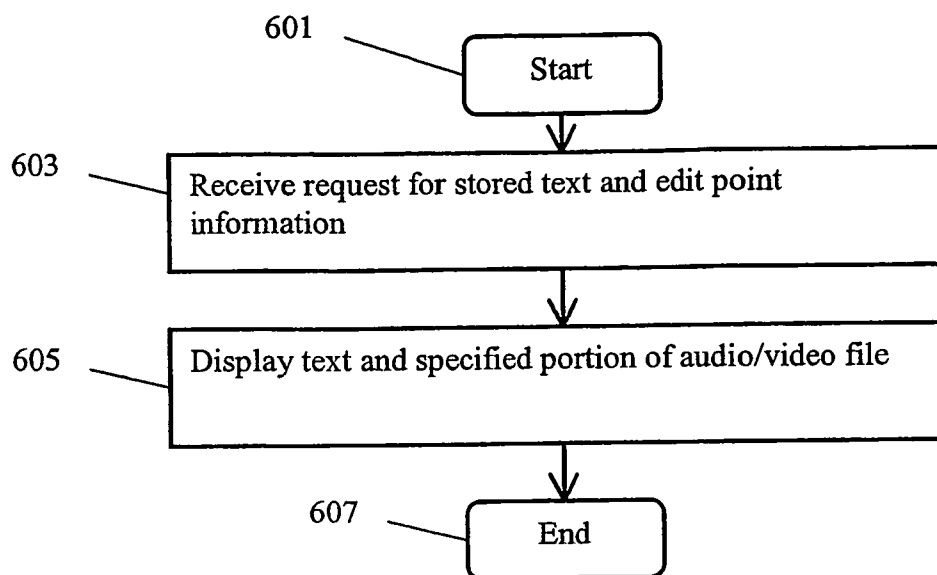 601
Start
603
Receive request for stored text and edit point
information
605
Display text and specified portion of audio/video file
607
End